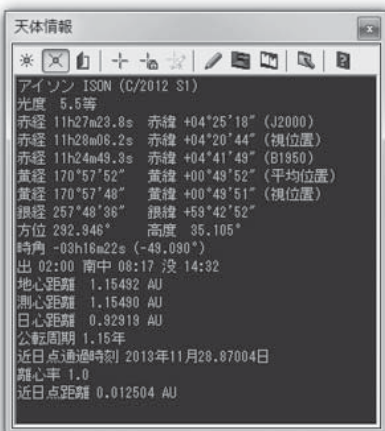 天体情報
アイソン ISON (C/2012 S1)
光度 5.5等
赤経 11h27m23.8s 赤緯 +04°25'18" (J2000)
赤経 11h28m06.2s 赤緯 +04°20'44" (視位置)
赤経 11h24m49.3s 赤緯 +04°41'49" (B1950)
黄経 170°57'52" 黄緯 +00°49'52" (平均位置)
黄経 170°57'48" 黄緯 +00°49'51" (視位置)
銀経 257°48'36" 銀緯 +59°42'52"
方位 292.946° 高度 35.105°
時角 -03h16m22s (-49.090°)
出 02:00 南中 08:17 没 14:32
地心距離 1.15492 AU
測心距離 1.15490 AU
日心距離 0.92919 AU
公転周期 1.15年
近日点通過時刻 2013年11月28.87004日
離心率 1.0
近日点距離 0.012504 AU